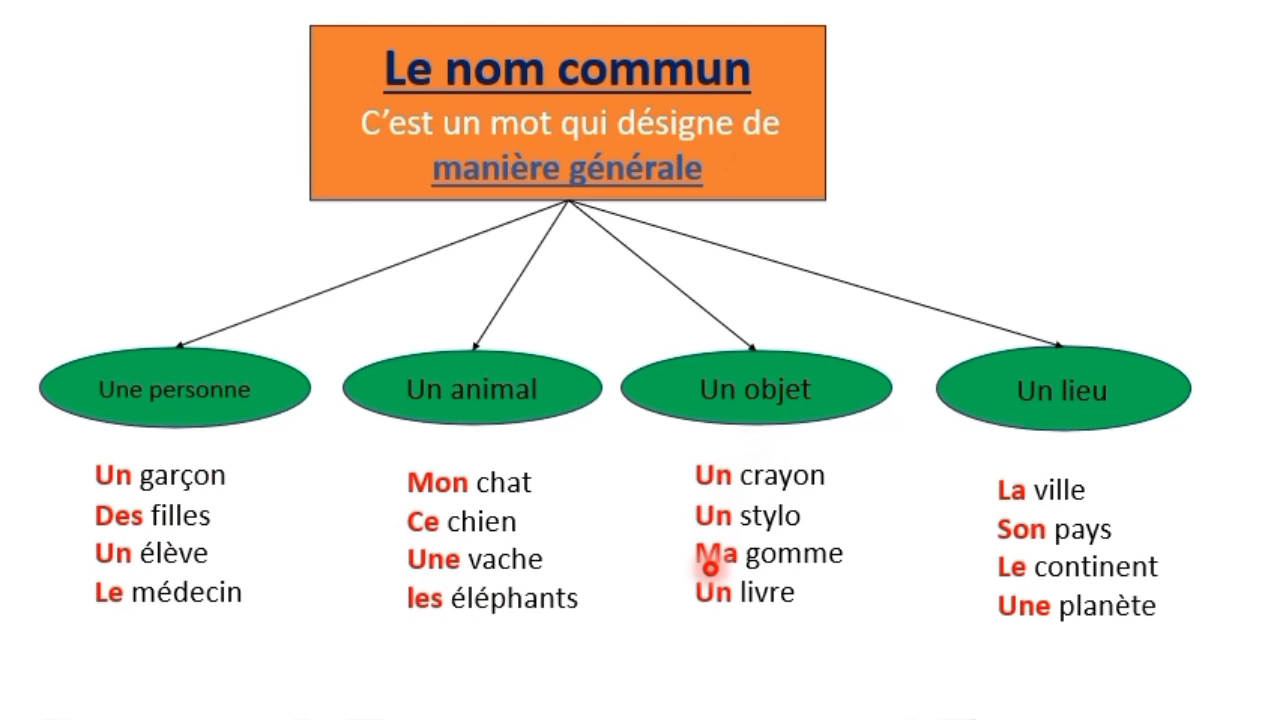 Le nom commun
C’est un mot qui désigne de
manière générale
Une personne
Un animal
Un objet
Un lieu
Un garçon
Des filles
Un élève
Le médecin
Mon chat
Ce chien
Une vache
les éléphants
Un crayon
Un stylo
Ma gomme
Un livre
La ville
Son pays
Le continent
Une planète